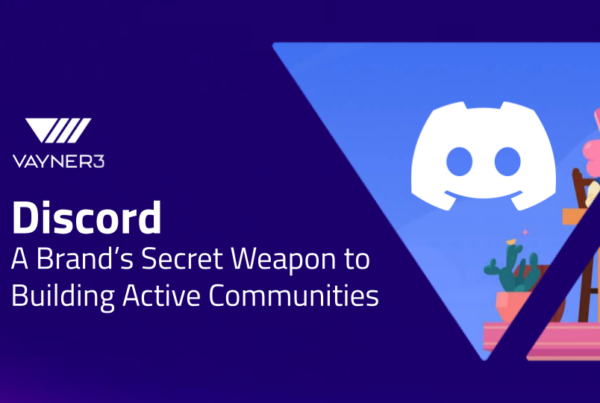 VAYNER3
Discord
A Brand's Secret Weapon to
Building Active Communities